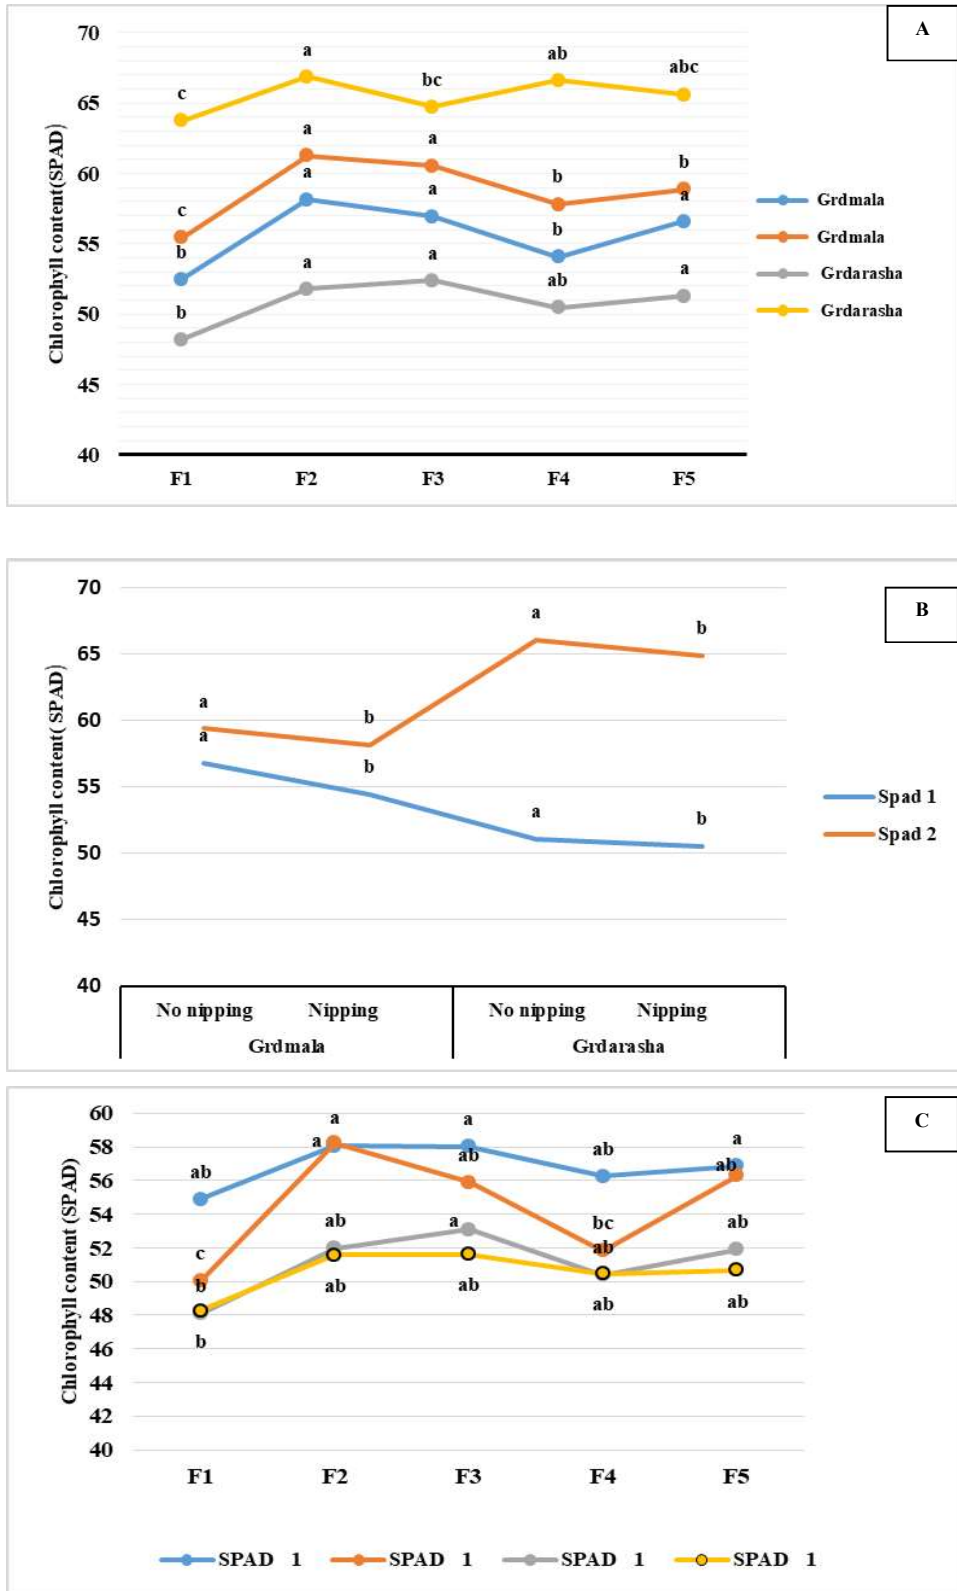 A
70
65
60
55
50
45
40
Chlorophyll content(SPAD)
a
ab
abc
bc
c
a
a
b
b
c
a
a
b
a
b
a
a
ab
a
b
F1 F2 F3 F4 F5
Grdmala
Grdmala
Grdarasha
Grdarasha
B
70
65
60
55
50
45
40
Chlorophyll content( SPAD)
a
b
a
b
a
b
a
b
Spad 1
Spad 2
No nipping Nipping No nipping Nipping
Grdmala Grdarasha
C
60
58
56
54
52
50
48
46
44
42
40
Chlorophyll content (SPAD)
ab
a
a
ab
a
c
a
ab
bc
ab
b
ab
a
ab
ab
b
ab
ab
ab
ab
F1 F2 F3 F4 F5
SPAD 1 SPAD 1 SPAD 1 SPAD 1